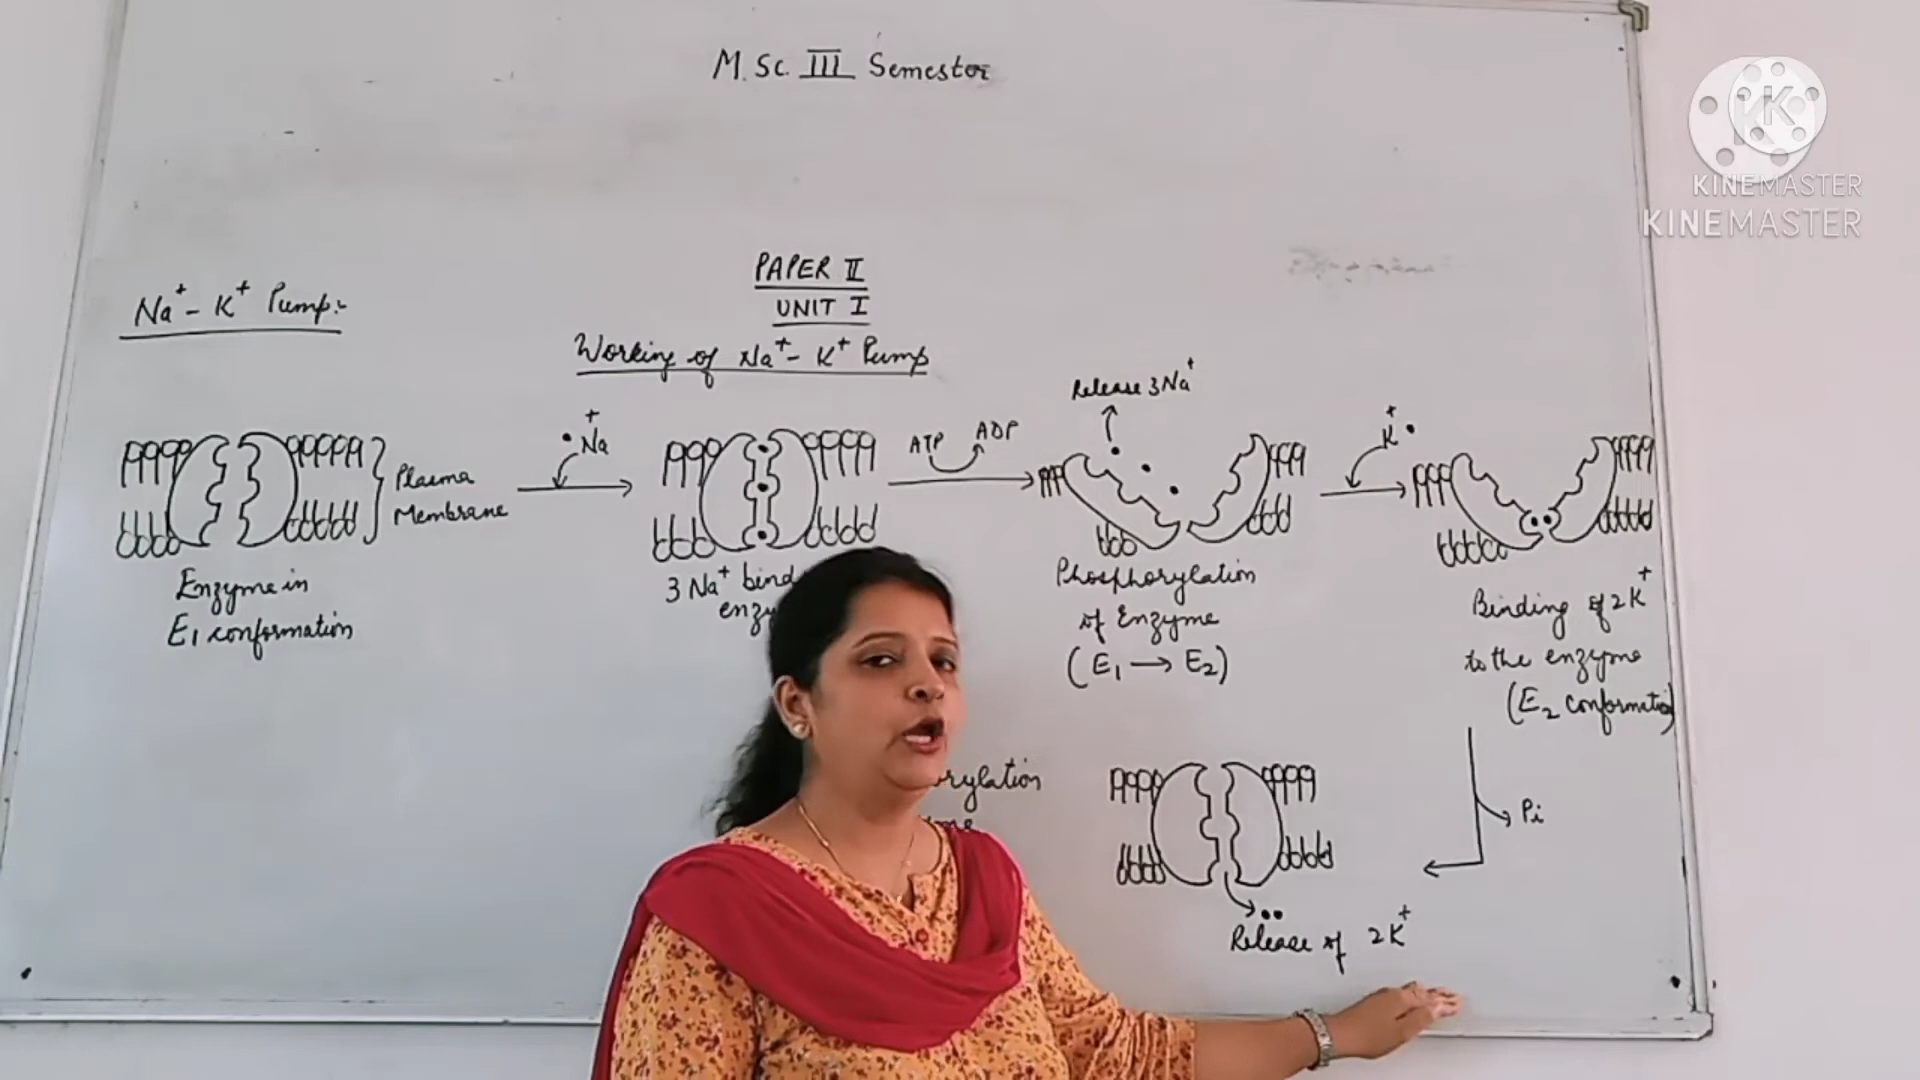 M.Sc. III Semester
KINEMASTER
KINEMASTER
PAPER II
UNIT I
Na+ - K+ Pump:-
Working of Na+ - K+ Pump
Release 3Na+
+
Na
ATP
ADP
K+
Plasma
Membrane
Enzyme in
E1 conformation
3 Na+ bind
Phosphorylation
of Enzyme
(E1 → E2)
Binding of 2K+
to the enzyme
(E2 conformation)
Pi
Release of 2K+